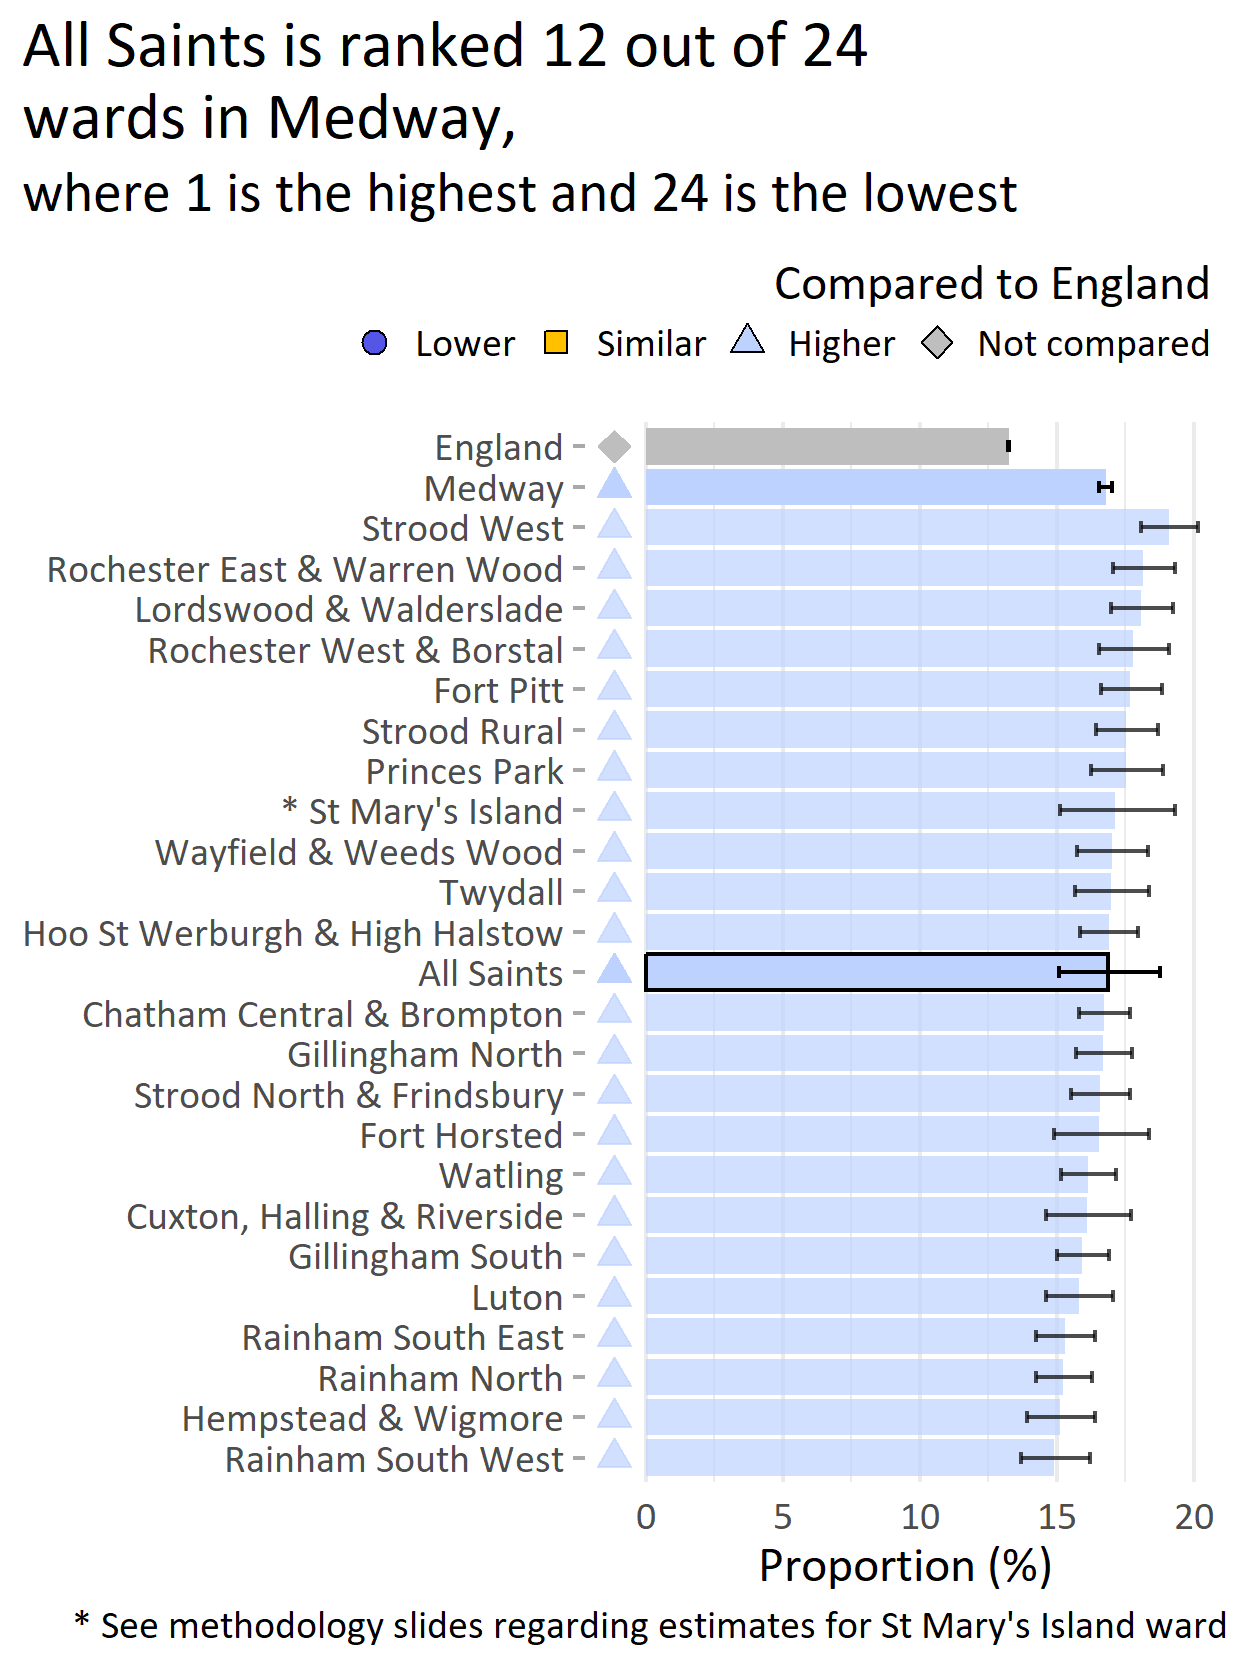 All Saints is ranked 12 out of 24
wards in Medway,
where 1 is the highest and 24 is the lowest
Compared to England
Lower Similar Higher Not compared
England
Medway
Strood West
Rochester East & Warren Wood
Lordswood & Walderslade
Rochester West & Borstal
Fort Pitt
Strood Rural
Princes Park
* St Mary's Island
Wayfield & Weeds Wood
Twydall
Hoo St Werburgh & High Halstow
All Saints
Chatham Central & Brompton
Gillingham North
Strood North & Frindsbury
Fort Horsted
Watling
Cuxton, Halling & Riverside
Gillingham South
Luton
Rainham South East
Rainham North
Hempstead & Wigmore
Rainham South West
0 5 10 15 20
Proportion (%)
* See methodology slides regarding estimates for St Mary's Island ward